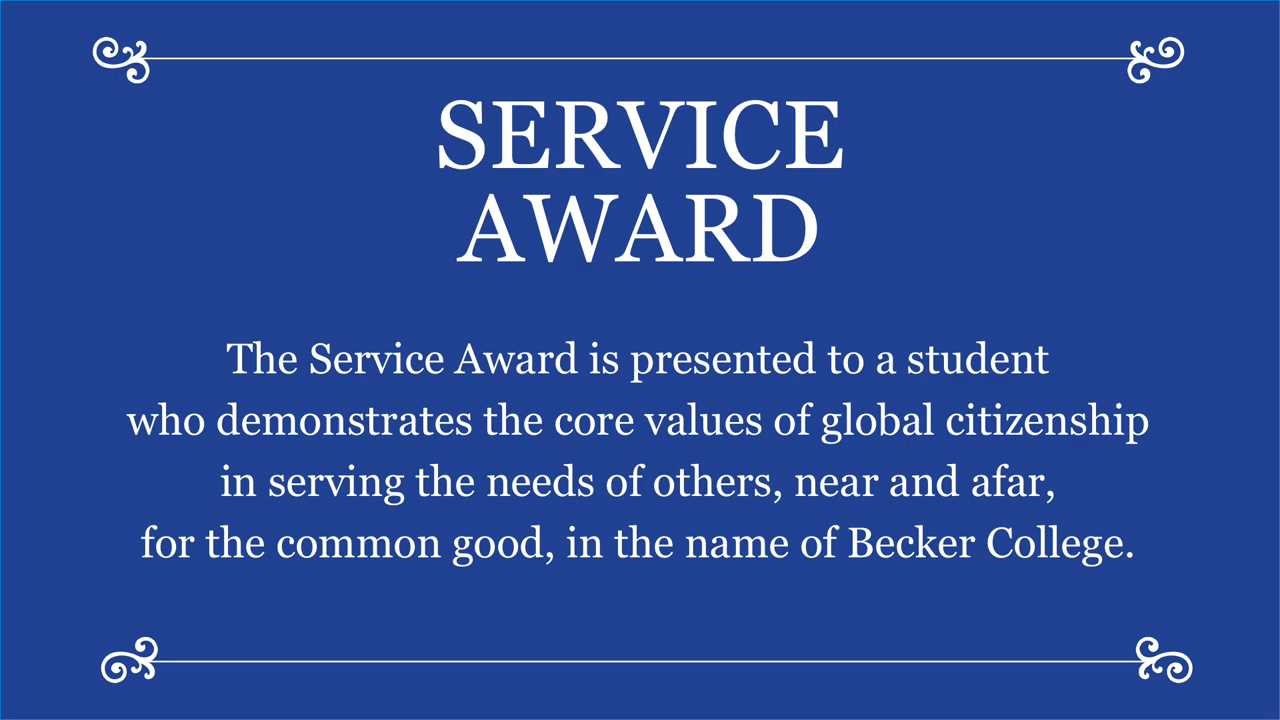 SERVICE
AWARD
The Service Award is presented to a student
who demonstrates the core values of global citizenship
in serving the needs of others, near and afar,
for the common good, in the name of Becker College.